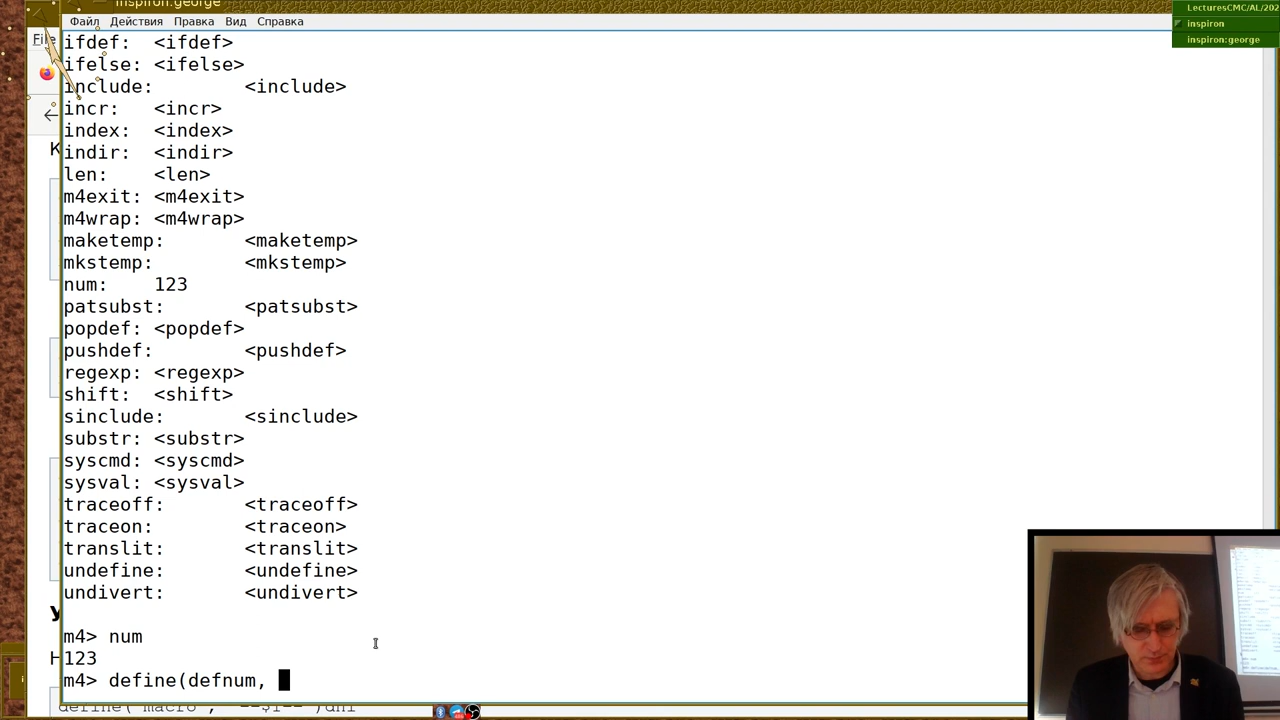 inspiron:george
LecturesCMC/AL/202
inspiron
inspiron:george
Файл Действия Правка Вид Справка
ifdef: <ifdef>
ifelse: <ifelse>
include: <include>
incr: <incr>
index: <index>
indir: <indir>
len: <len>
m4exit: <m4exit>
m4wrap: <m4wrap>
maketemp: <maketemp>
mkstemp: <mkstemp>
num: 123
patsubst: <patsubst>
popdef: <popdef>
pushdef: <pushdef>
regexp: <regexp>
shift: <shift>
sinclude: <sinclude>
substr: <substr>
syscmd: <syscmd>
sysval: <sysval>
traceoff: <traceoff>
traceon: <traceon>
translit: <translit>
undefine: <undefine>
undivert: <undivert>
m4> num
123
m4> define(defnum,